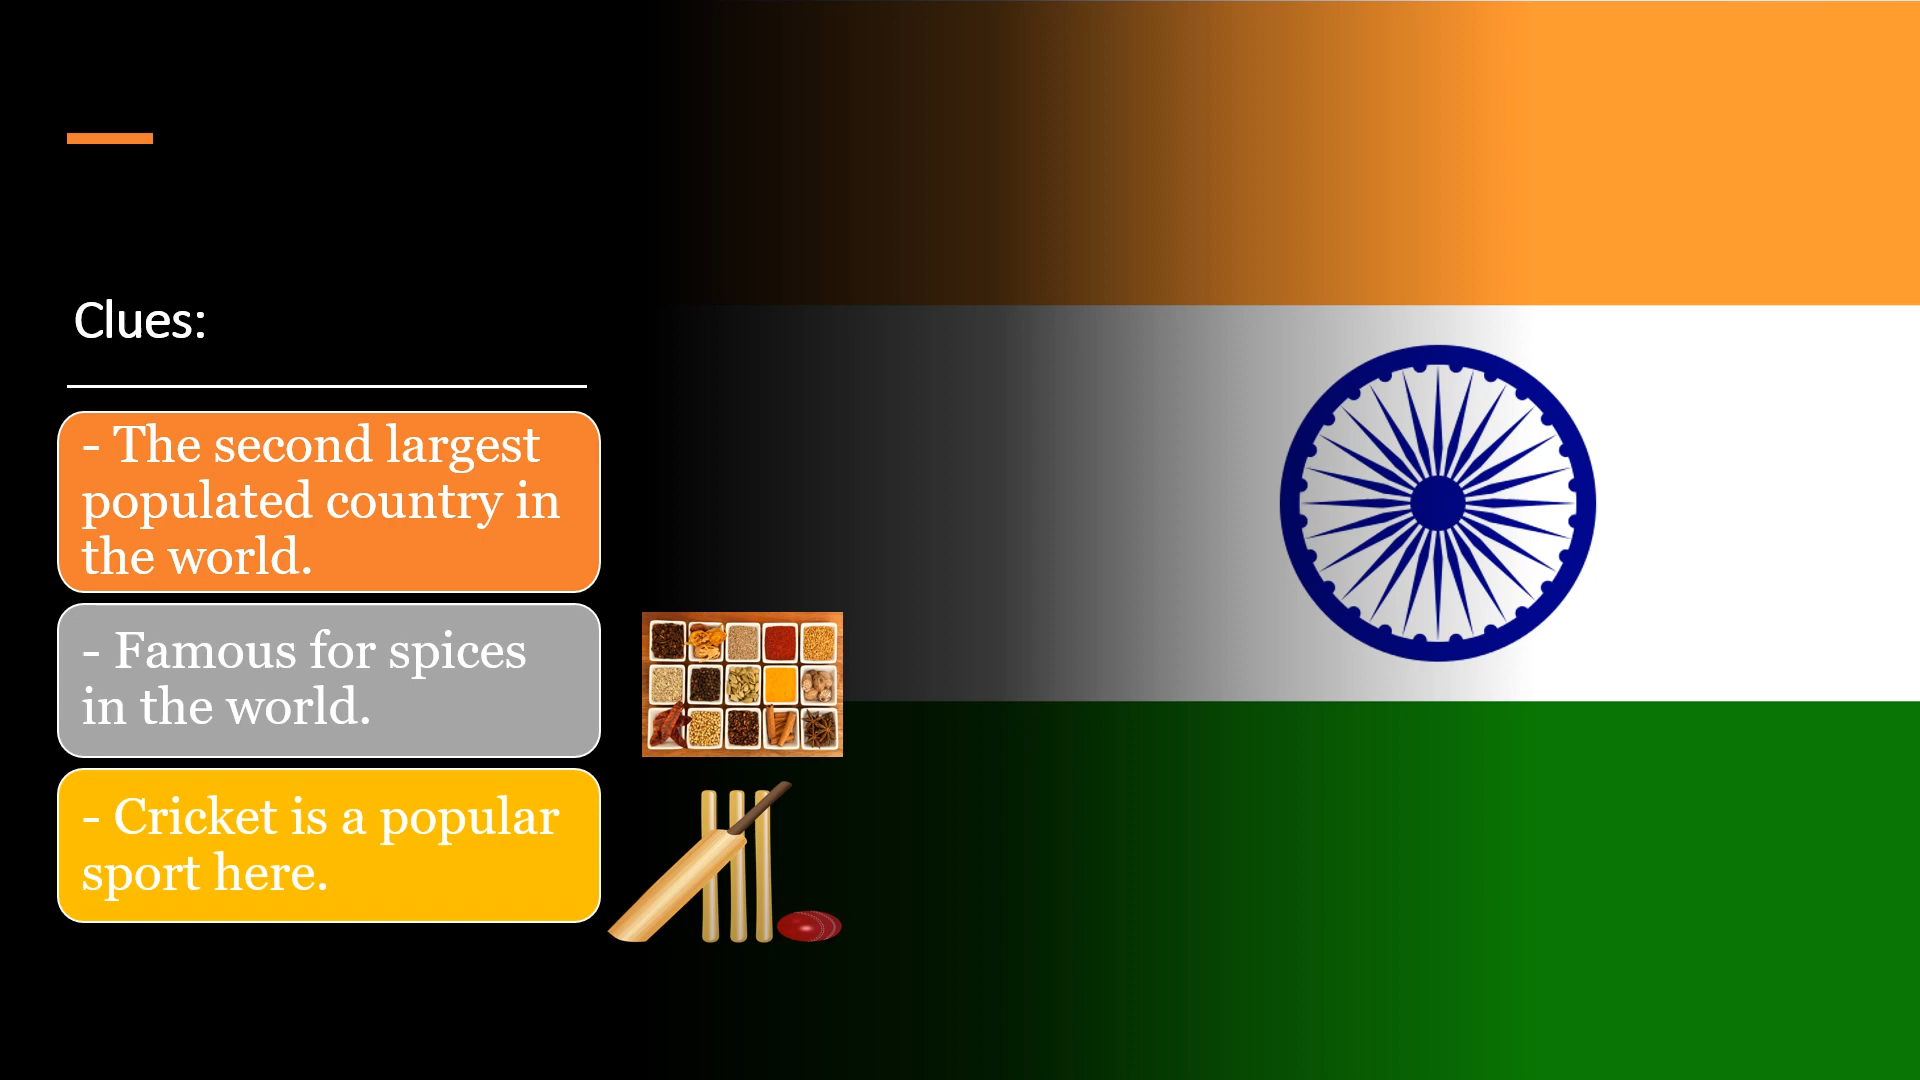 Clues:
- The second largest
populated country in
the world.
- Famous for spices
in the world.
- Cricket is a popular
sport here.